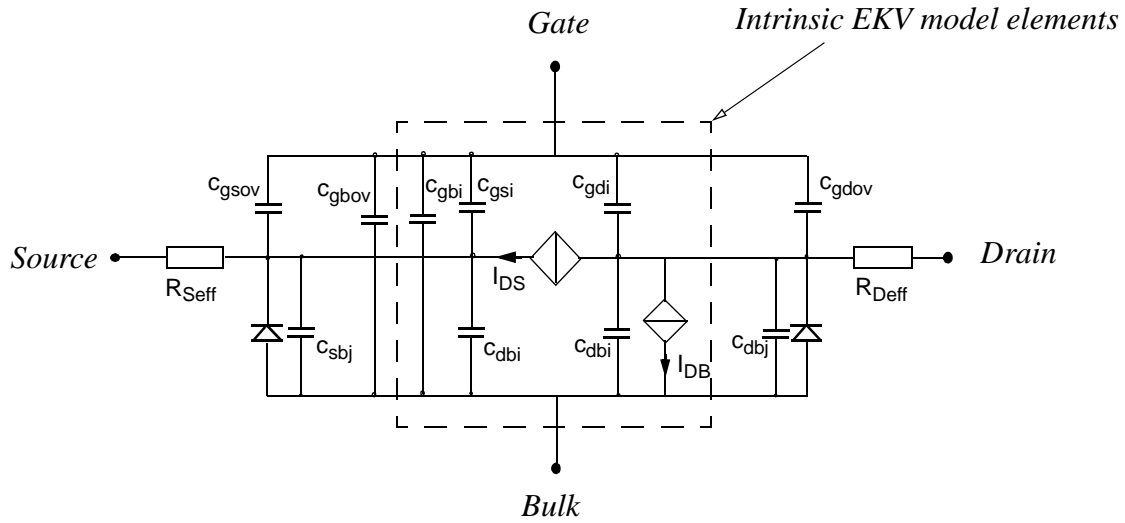 Intrinsic EKV model elements
Gate
cgsov
cgbov
cgbi
cgsi
cgdi
cgdov
Source
Drain
RSeff
IDS
RDeff
csbj
cdbi
cdbi
cdbj
IDB
Bulk